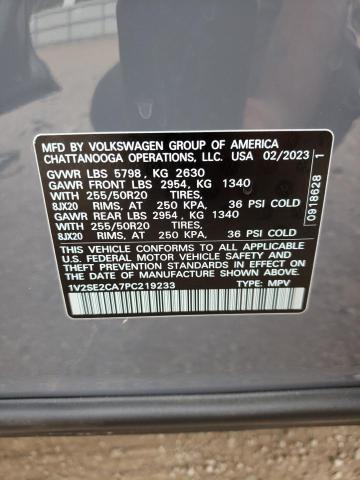 MFD BY VOLKSWAGEN GROUP OF AMERICA
CHATTANOOGA OPERATIONS, LLC. USA 02/2023
GVWR LBS 5798, KG 2630
GAWR FRONT LBS 2954, KG 1340
WITH 255/50R20 TIRES,
8JX20 RIMS, AT 250 KPA, 36 PSI COLD
GAWR REAR LBS 2954, KG 1340
WITH 255/50R20 TIRES,
8JX20 RIMS, AT 250 KPA, 36 PSI COLD
THIS VEHICLE CONFORMS TO ALL APPLICABLE
U.S. FEDERAL MOTOR VEHICLE SAFETY
STANDARDS IN EFFECT ON
THE DATE OF MANUFACTURE SHOWN ABOVE.
1V2SE2CA7PC219233 TYPE: MPV
0918628 1